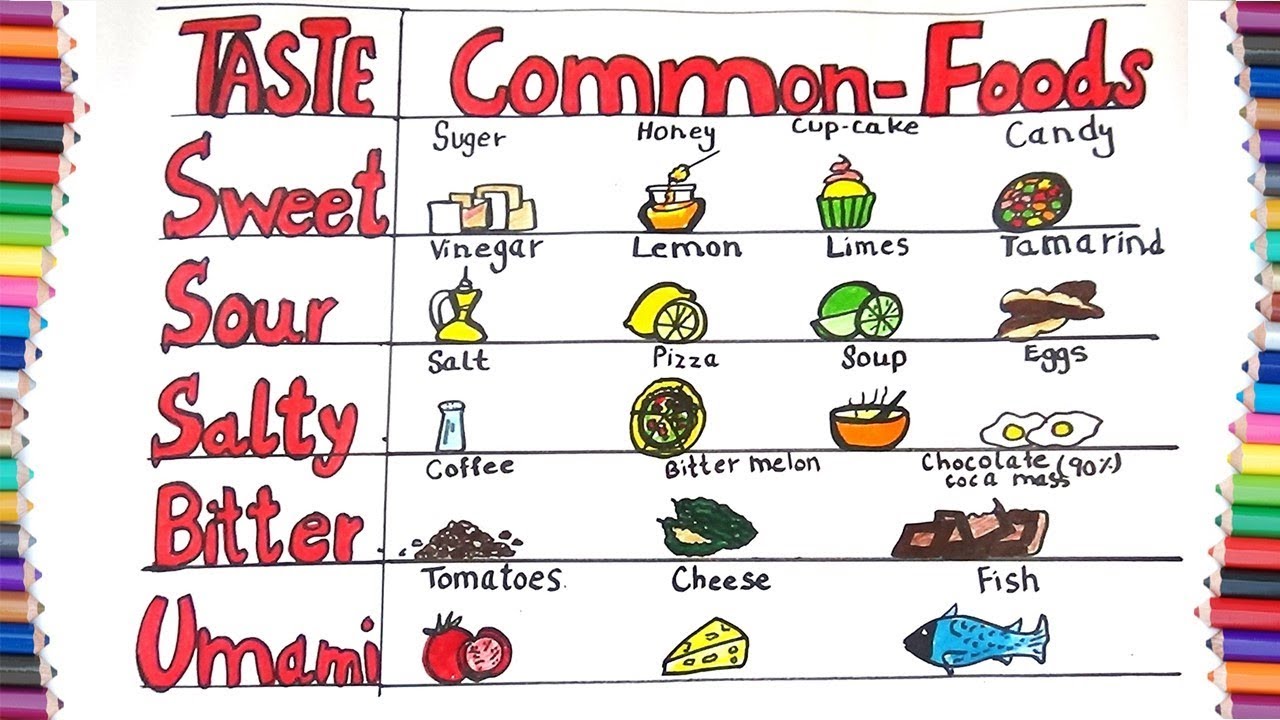 TASTE Common-Foods
Suger Honey Cup-cake Candy
Sweet
Vinegar Lemon Limes Tamarind
Sour
Salt Pizza Soup Eggs
Salty
Coffee Bitter melon Chocolate (90%)
coca mass
Bitter
Tomatoes. Cheese Fish
Umami